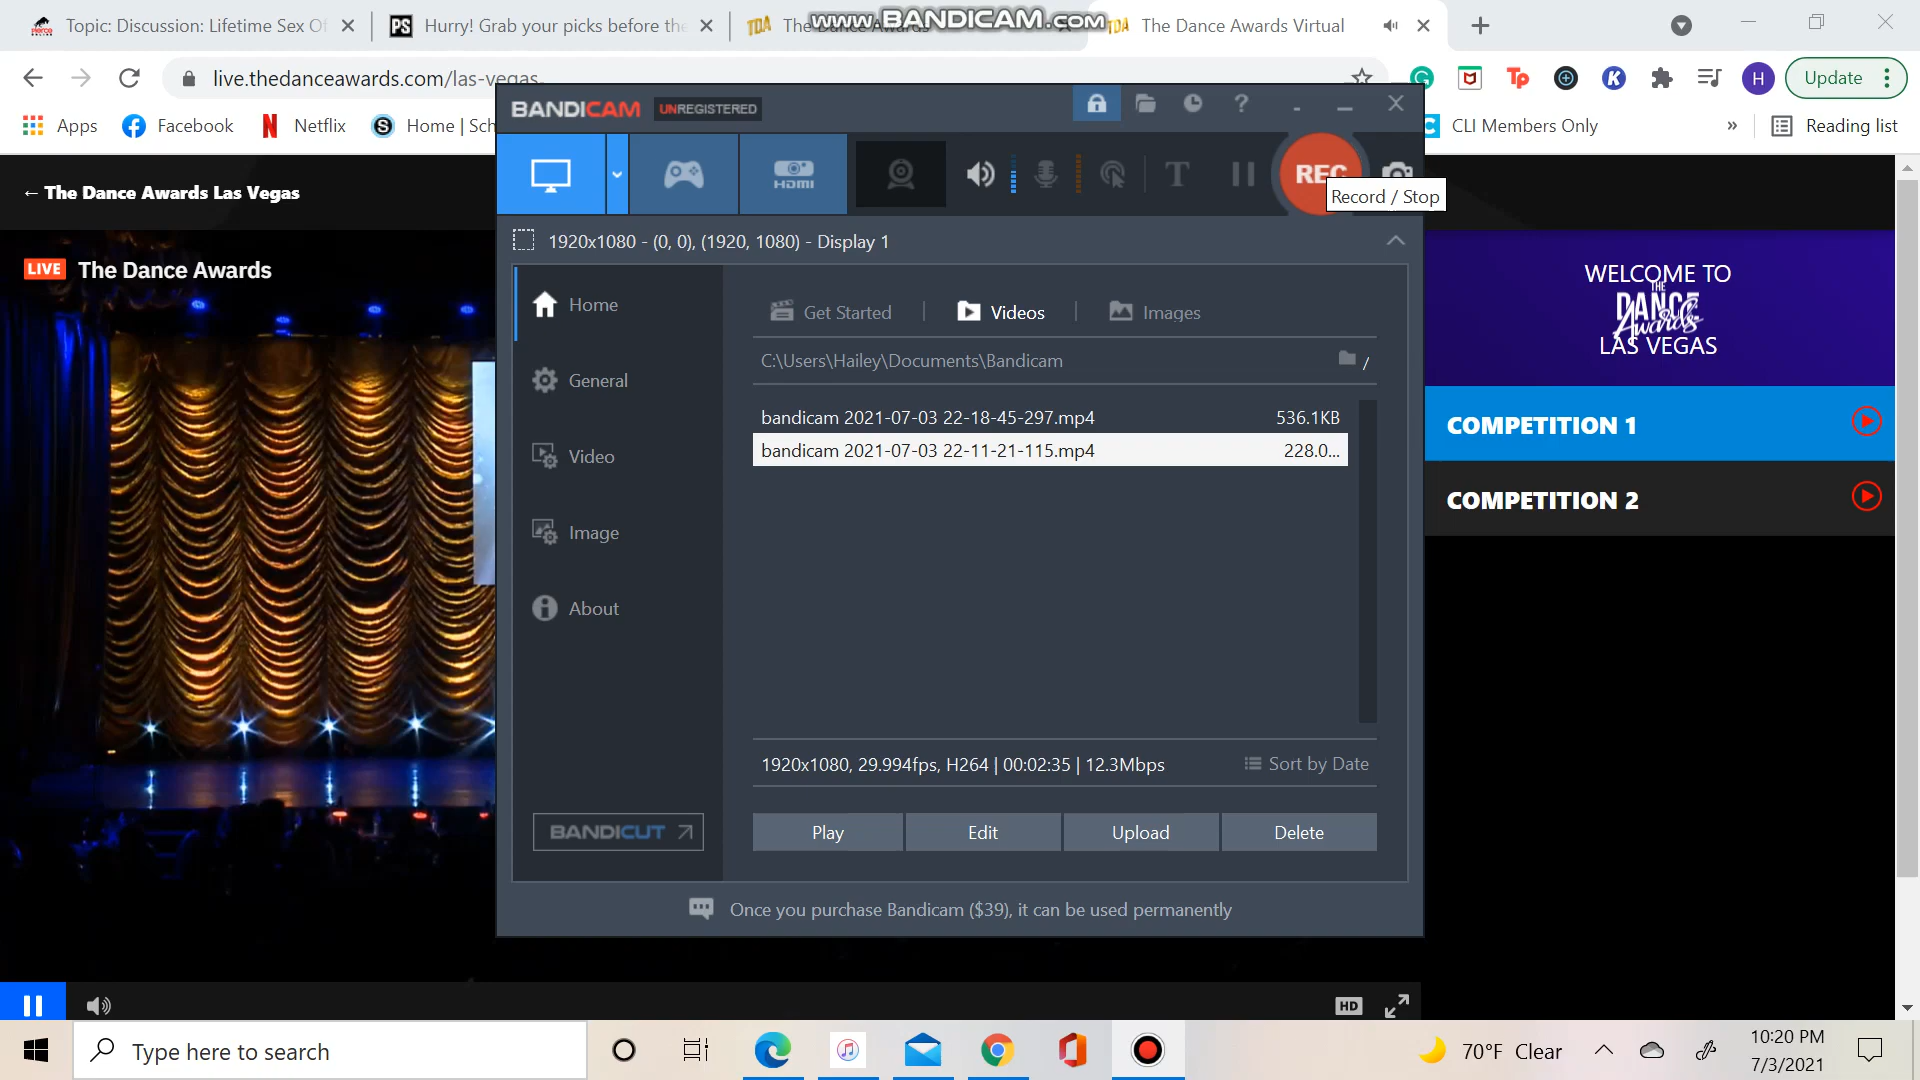 Topic: Discussion: Lifetime Sex Of
PS
Hurry! Grab your picks before the
TDA
The Dance Awards
WWW.BANDICAM.COM
The Dance Awards Virtual
live.thedanceawards.com/las-vegas
H
Update
Apps
Facebook
Netflix
Home | Sch
CLI Members Only
»
Reading list
← The Dance Awards Las Vegas
LIVE
The Dance Awards
BANDICAM
UNREGISTERED
HDMI
T
REC
Record / Stop
1920x1080 - (0, 0), (1920, 1080) - Display 1
Home
General
Video
Image
About
BANDICUT
Get Started
Videos
Images
C:\Users\Hailey\Documents\Bandicam
/
bandicam 2021-07-03 22-18-45-297.mp4
536.1KB
bandicam 2021-07-03 22-11-21-115.mp4
228.0...
1920x1080, 29.994fps, H264 | 00:02:35 | 12.3Mbps
Sort by Date
Play
Edit
Upload
Delete
Once you purchase Bandicam ($39), it can be used permanently
WELCOME TO
THE
DANCE
Awards
LAS VEGAS
COMPETITION 1
COMPETITION 2
HD
Type here to search
70°F Clear
10:20 PM
7/3/2021